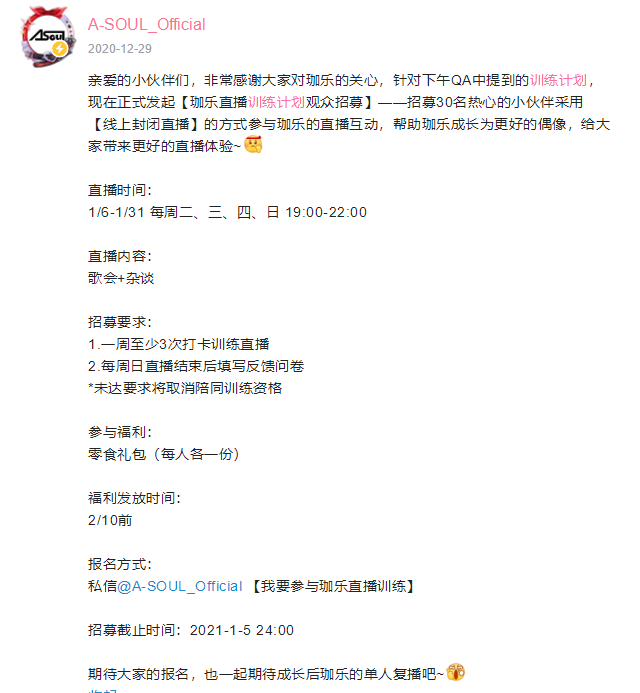 ASoul
A-SOUL_Official
2020-12-29
亲爱的小伙伴们，非常感谢大家对珈乐的关心，针对下午QA中提到的训练计划，
现在正式发起【珈乐直播训练计划观众招募】——招募30名热心的小伙伴采用
【线上封闭直播】的方式参与珈乐的直播互动，帮助珈乐成长为更好的偶像，给大
家带来更好的直播体验~
直播时间：
1/6-1/31 每周二、三、四、日 19:00-22:00
直播内容：
歌会+杂谈
招募要求：
1.一周至少3次打卡训练直播
2.每周日直播结束后填写反馈问卷
*未达要求将取消陪同训练资格
参与福利：
零食礼包（每人各一份）
福利发放时间：
2/10前
报名方式：
私信@A-SOUL_Official 【我要参与珈乐直播训练】
招募截止时间：2021-1-5 24:00
期待大家的报名，也一起期待成长后珈乐的单人复播吧~